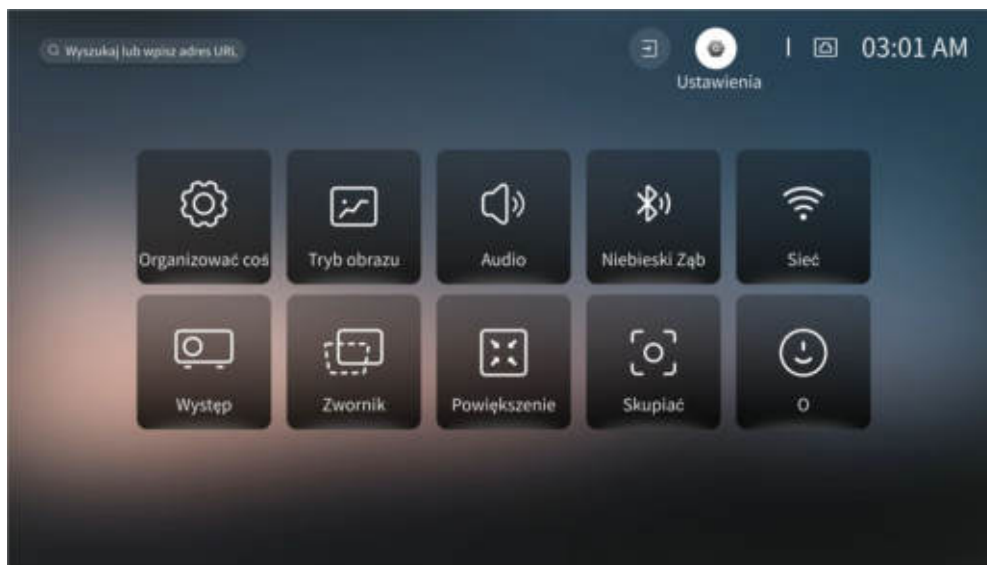 Wyszukaj lub wpisz adres URL
03:01 AM
Ustawienia
Organizować coś
Tryb obrazu
Audio
Niebieski Ząb
Sieć
Występ
Zwornik
Powiększenie
Skupiać
O